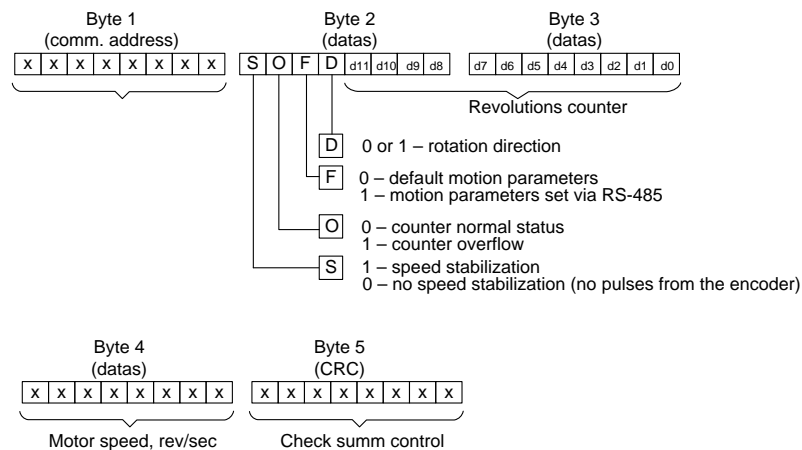 Byte 1 Byte 2 Byte 3
(comm. address) (datas) (datas)
x x x x x x x x S O F D d11 d10 d9 d8 d7 d6 d5 d4 d3 d2 d1 d0
Revolutions counter
D 0 or 1 – rotation direction
F 0 – default motion parameters
1 – motion parameters set via RS-485
O 0 – counter normal status
1 – counter overflow
S 1 – speed stabilization
0 – no speed stabilization (no pulses from the encoder)
Byte 4 Byte 5
(datas) (CRC)
x x x x x x x x x x x x x x x x
Motor speed, rev/sec Check summ control